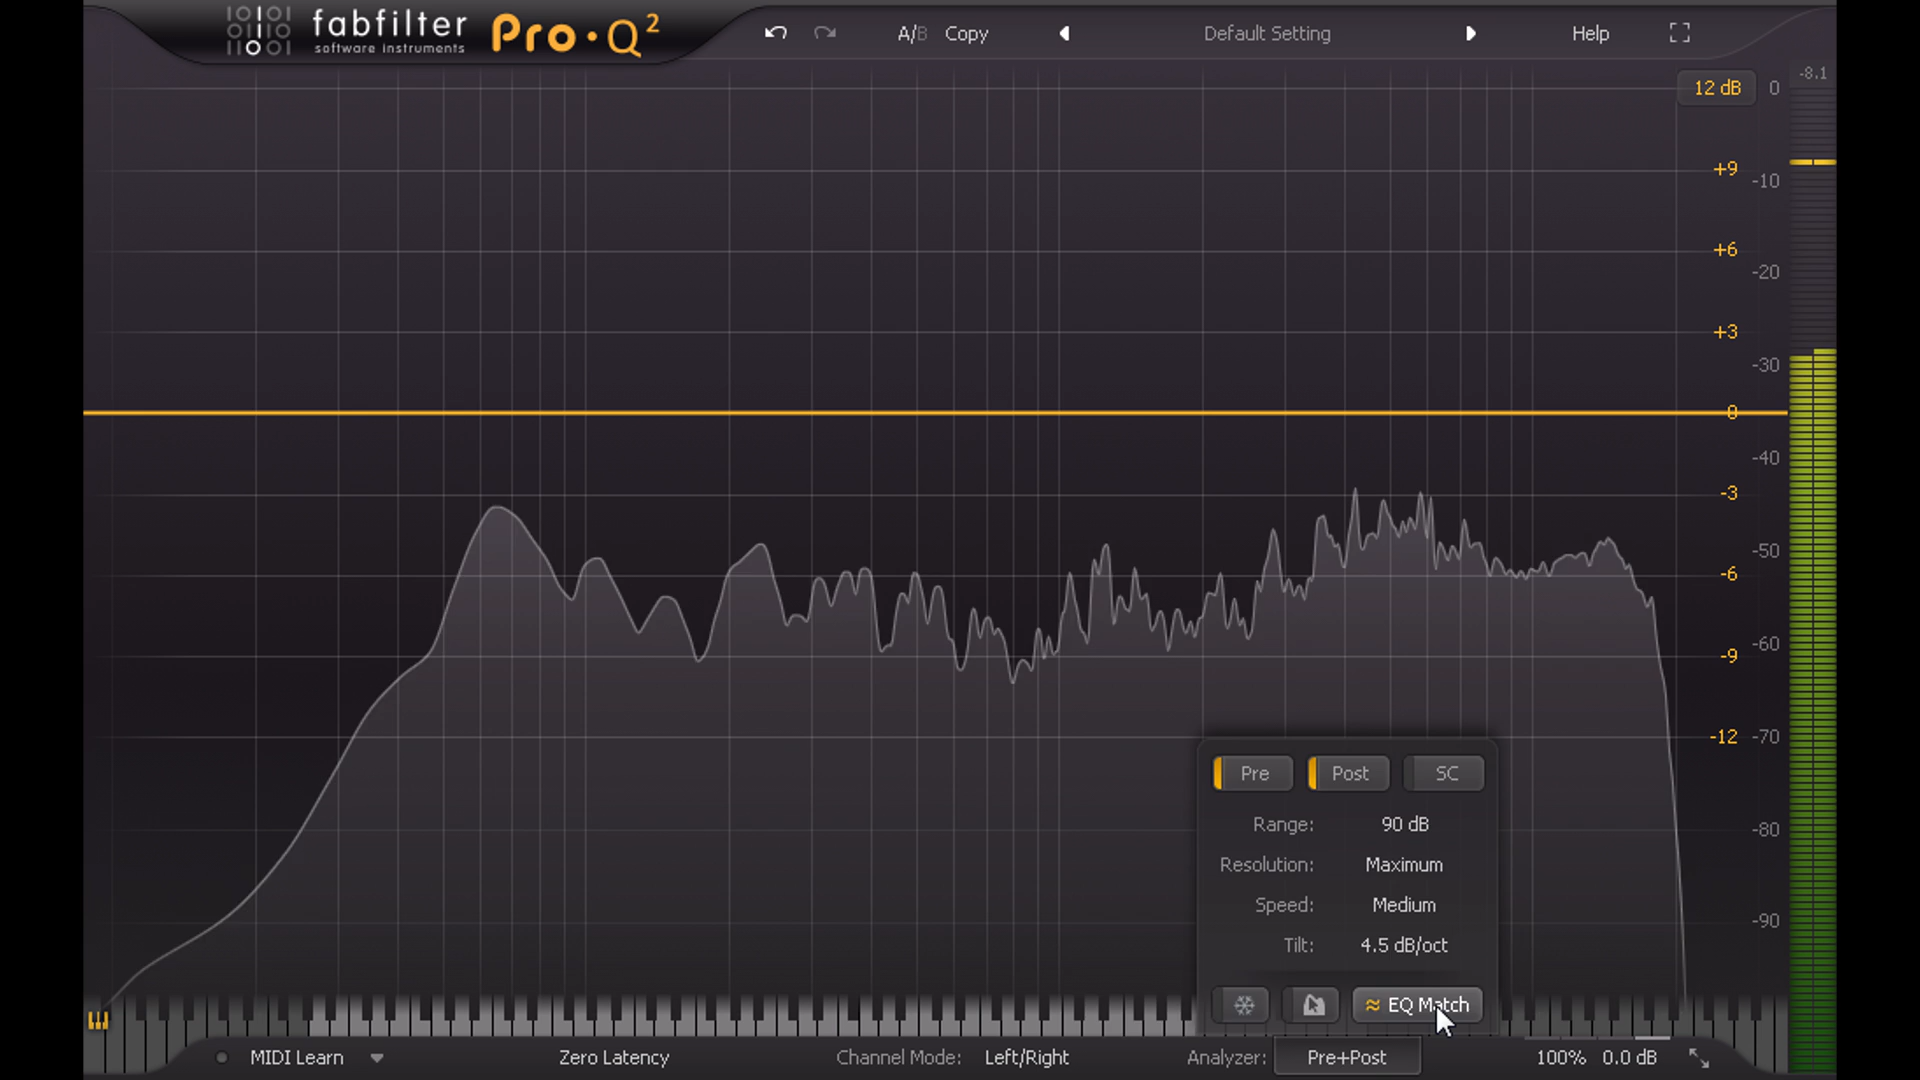 fabfilter
software instruments
Pro·Q²
A/B Copy
Default Setting
Help
-8.1
12 dB 0
+9
-10
+6
-20
+3
-30
0
-40
-3
-50
-6
-60
-9
-12 -70
-80
-90
Pre Post SC
Range: 90 dB
Resolution: Maximum
Speed: Medium
Tilt: 4.5 dB/oct
≈ EQ Match
MIDI Learn Zero Latency Channel Mode: Left/Right Analyzer: Pre+Post 100% 0.0 dB